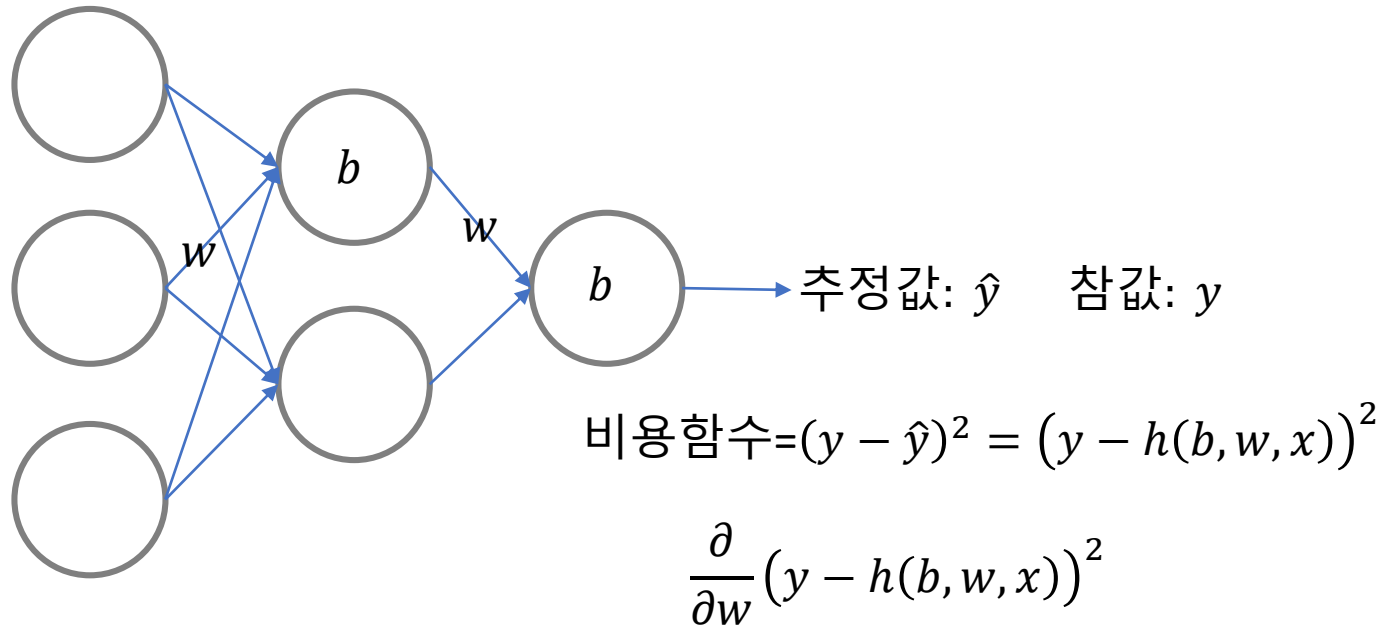 b
w
w
b
추정값: ŷ 참값: y
비용함수=(y − ŷ)² = (y − h(b, w, x))²
∂/∂w (y − h(b, w, x))²